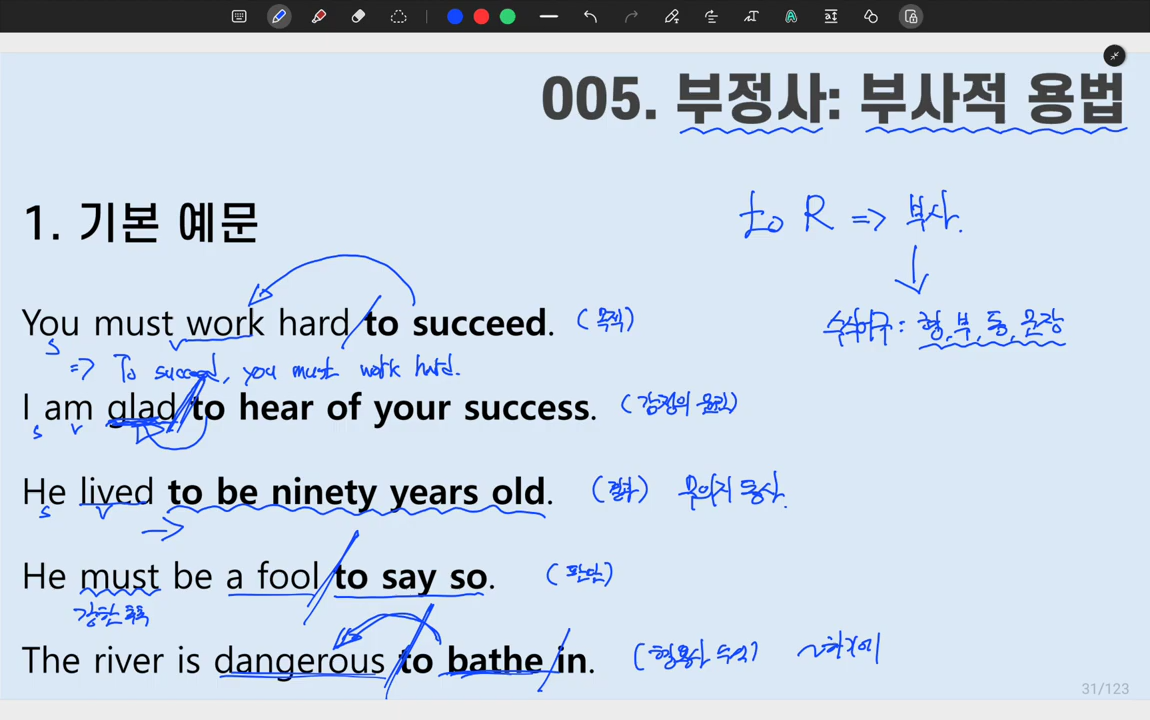 005. 부정사: 부사적 용법
1. 기본 예문
to R => 부사.
수식어구 : 형, 부, 동, 문장
You must work hard to succeed. (목적)
S V
=> To succeed, you must work hard.
I am glad to hear of your success. (감정의 원인)
S V
He lived to be ninety years old. (결과) 무의지 동사.
S V
He must be a fool to say so. (판단)
강한 추측
The river is dangerous to bathe in. (형용사 수식) ~하기에
31/123